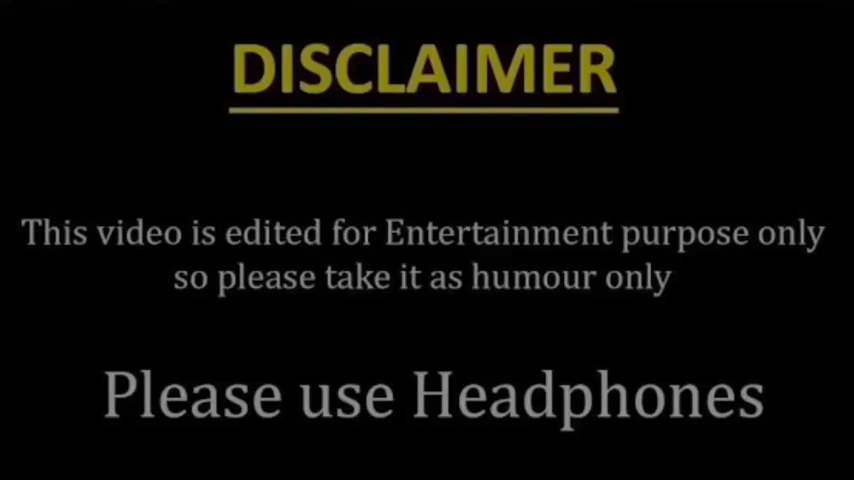 DISCLAIMER
This video is edited for Entertainment purpose only
so please take it as humour only
Please use Headphones